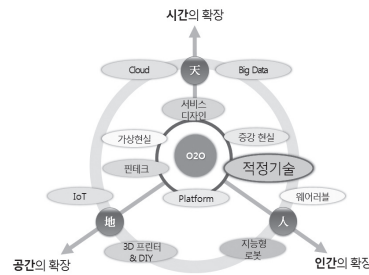 시간의 확장
Cloud
天
Big Data
서비스
디자인
가상현실
O2O
증강 현실
핀테크
적정기술
IoT
Platform
웨어러블
地
人
3D 프린터
& DIY
지능형
로봇
공간의 확장
인간의 확장